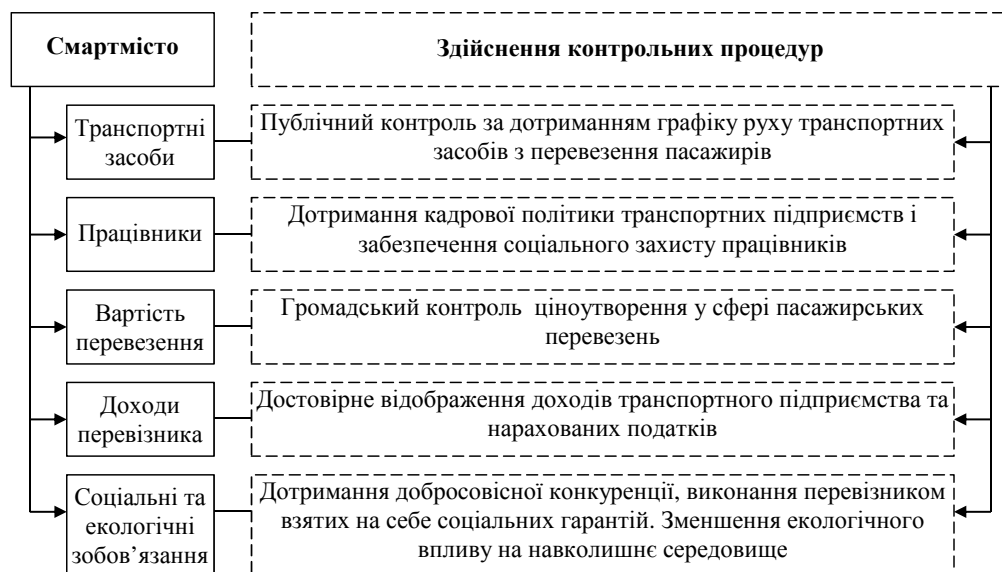 Смартмісто
Здійснення контрольних процедур
Транспортні
засоби
Публічний контроль за дотриманням графіку руху транспортних
засобів з перевезення пасажирів
Працівники
Дотримання кадрової політики транспортних підприємств і
забезпечення соціального захисту працівників
Вартість
перевезення
Громадський контроль ціноутворення у сфері пасажирських
перевезень
Доходи
перевізника
Достовірне відображення доходів транспортного підприємства та
нарахованих податків
Соціальні та
екологічні
зобов’язання
Дотримання добросовісної конкуренції, виконання перевізником
взятих на себе соціальних гарантій. Зменшення екологічного
впливу на навколишнє середовище